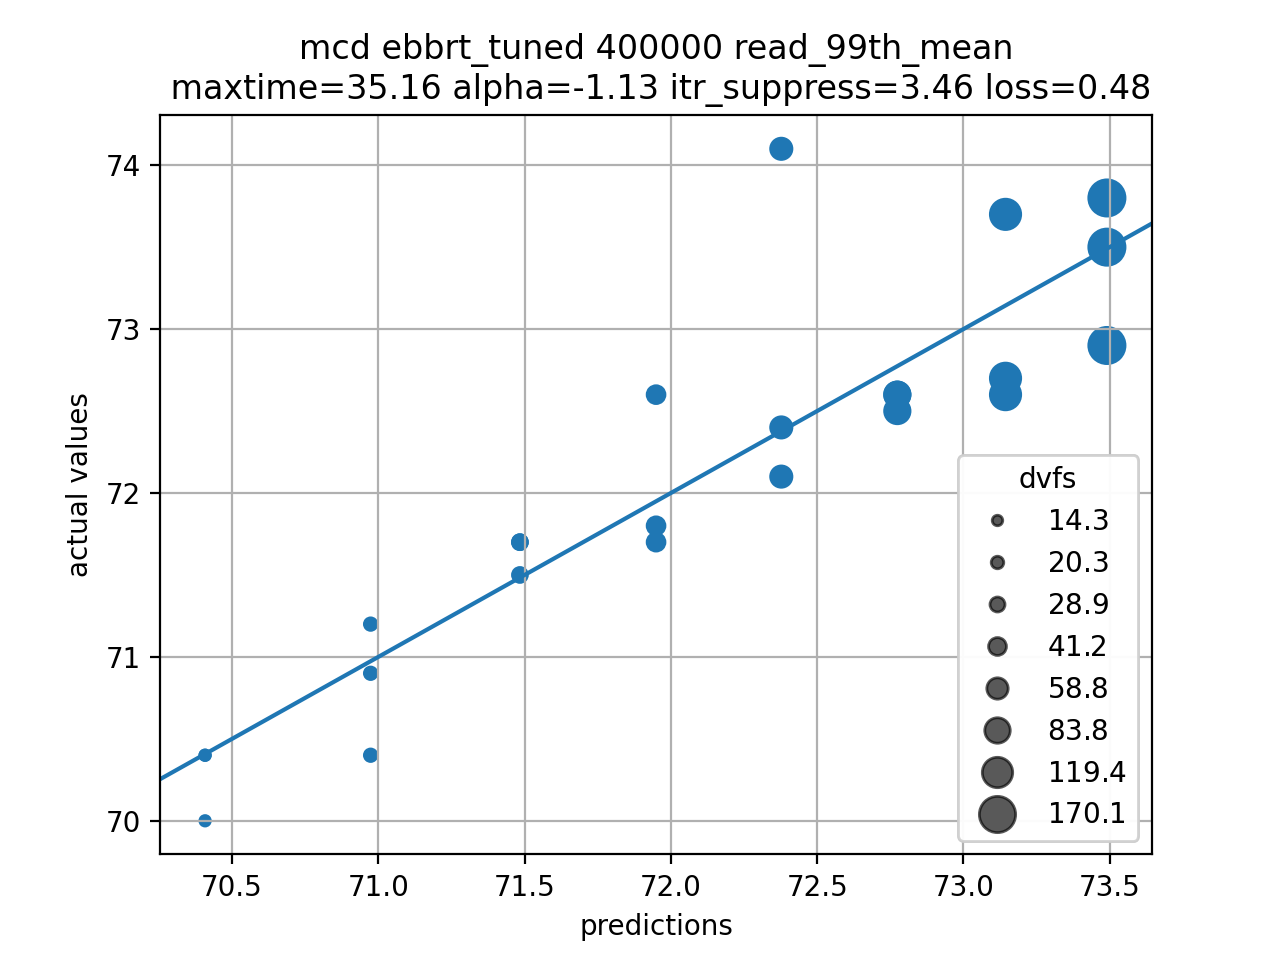 mcd ebbrt_tuned 400000 read_99th_mean
maxtime=35.16 alpha=-1.13 itr_suppress=3.46 loss=0.48
74
73
72
71
70
actual values
dvfs
14.3
20.3
28.9
41.2
58.8
83.8
119.4
170.1
70.5 71.0 71.5 72.0 72.5 73.0 73.5
predictions